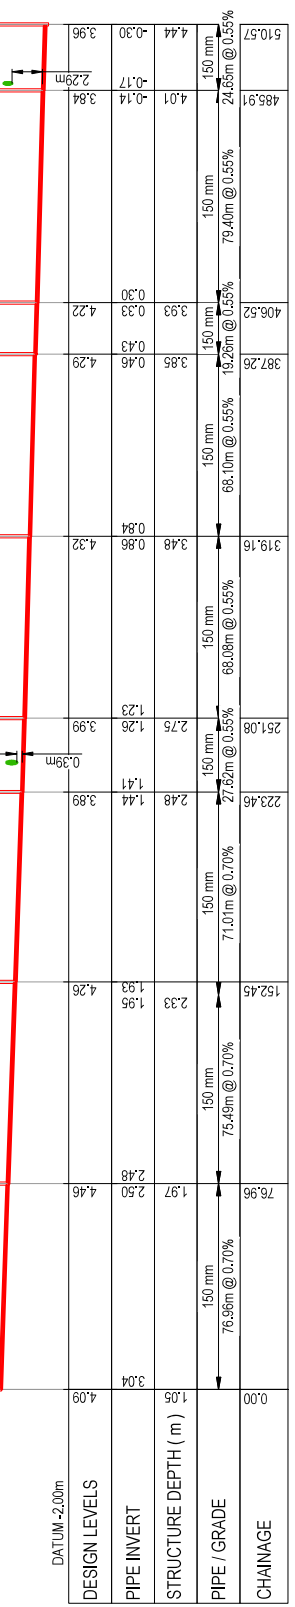 DATUM -2.00m
DESIGN LEVELS 4.09 4.46 4.26 3.89 3.99 4.32 4.29 4.22 3.84 3.96
PIPE INVERT 3.04 2.48 2.50 1.93 1.95 1.41 1.44 1.23 1.26 0.84 0.86 0.43 0.46 0.30 0.33 -0.14 -0.17 -0.30
STRUCTURE DEPTH ( m ) 1.05 1.97 2.33 2.48 2.75 3.48 3.85 3.93 4.01 4.44
PIPE / GRADE
150 mm 150 mm 150 mm 150 mm 150 mm 150 mm 150 mm 150 mm 150 mm
76.96m @ 0.70% 75.49m @ 0.70% 71.01m @ 0.70% 27.62m @ 0.55% 68.08m @ 0.55% 68.10m @ 0.55% 19.26m @ 0.55% 79.40m @ 0.55% 24.65m @ 0.55%
CHAINAGE 0.00 76.96 152.45 223.46 251.08 319.16 387.26 406.52 485.91 510.57
0.39m
2.29m